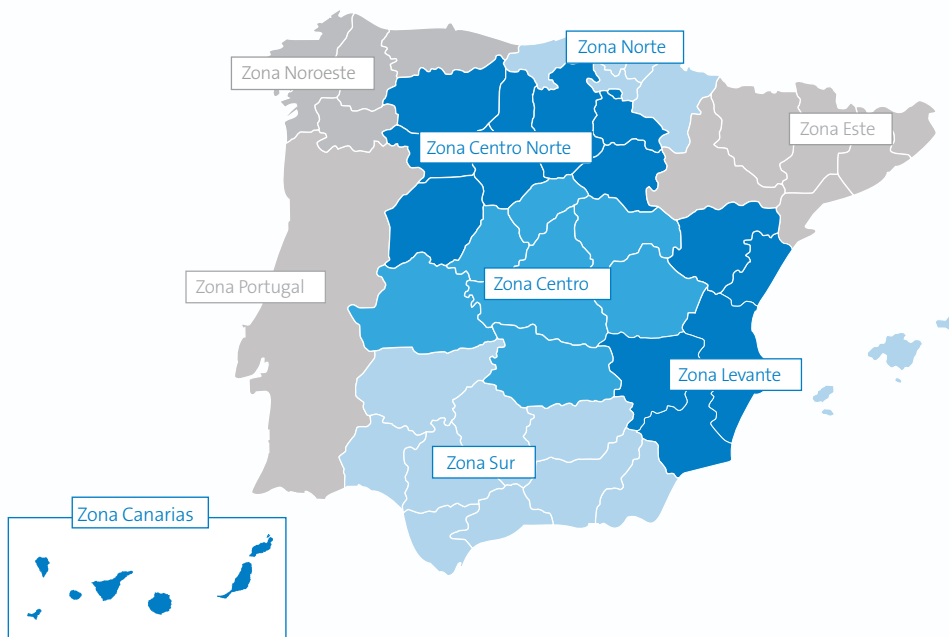 Zona Norte
Zona Noroeste
Zona Este
Zona Centro Norte
Zona Portugal
Zona Centro
Zona Levante
Zona Sur
Zona Canarias